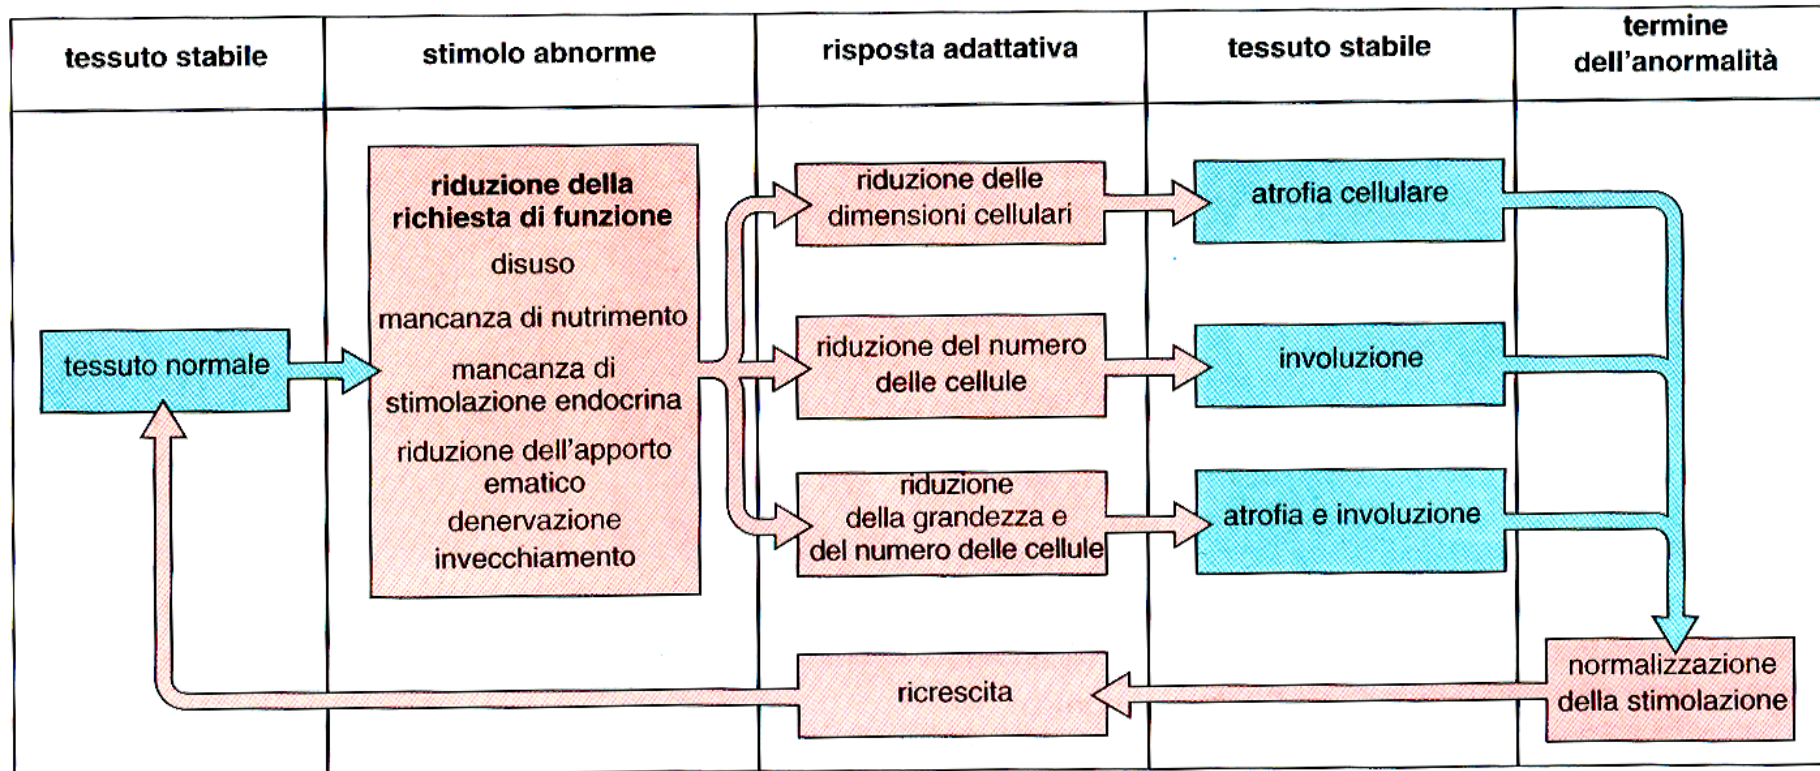 tessuto stabile
stimolo abnorme
risposta adattativa
tessuto stabile
termine
dell'anormalità
tessuto normale
riduzione della
richiesta di funzione
disuso
mancanza di nutrimento
mancanza di
stimolazione endocrina
riduzione dell'apporto
ematico
denervazione
invecchiamento
riduzione delle
dimensioni cellulari
riduzione del numero
delle cellule
riduzione
della grandezza e
del numero delle cellule
ricrescita
atrofia cellulare
involuzione
atrofia e involuzione
normalizzazione
della stimolazione